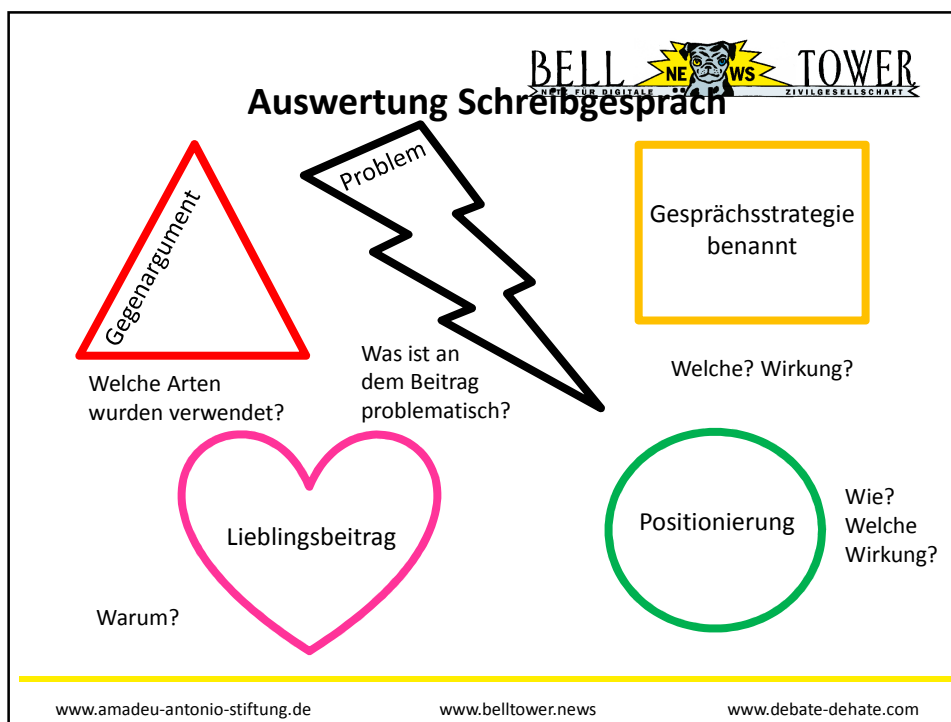 BELL NEWS TOWER
NETZ FÜR DIGITALE ZIVILGESELLSCHAFT
Auswertung Schreibgespräch
Gegenargument
Welche Arten
wurden verwendet?
Problem
Was ist an
dem Beitrag
problematisch?
Gesprächsstrategie
benannt
Welche? Wirkung?
Lieblingsbeitrag
Warum?
Positionierung
Wie?
Welche
Wirkung?
www.amadeu-antonio-stiftung.de
www.belltower.news
www.debate-dehate.com